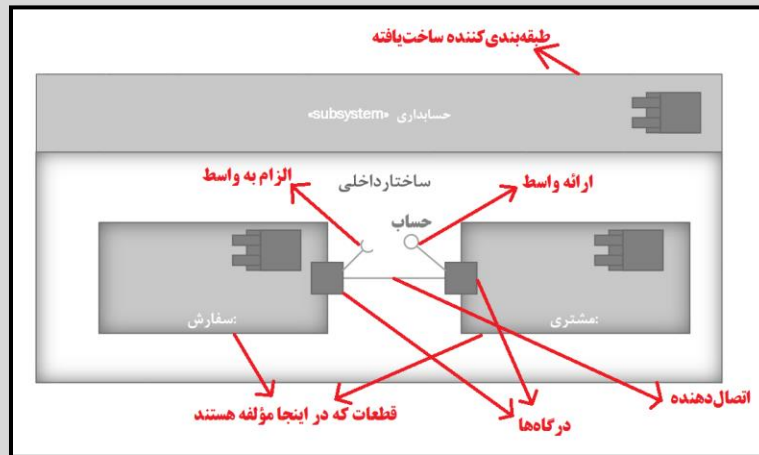 طبقه‌بندی‌کننده ساخت‌یافته
حسابداری «subsystem»
ساختارداخلی
الزام به واسط
ارائه واسط
حساب
سفارش:
مشتری:
اتصال‌دهنده
درگاه‌ها
قطعات که در اینجا مؤلفه هستند